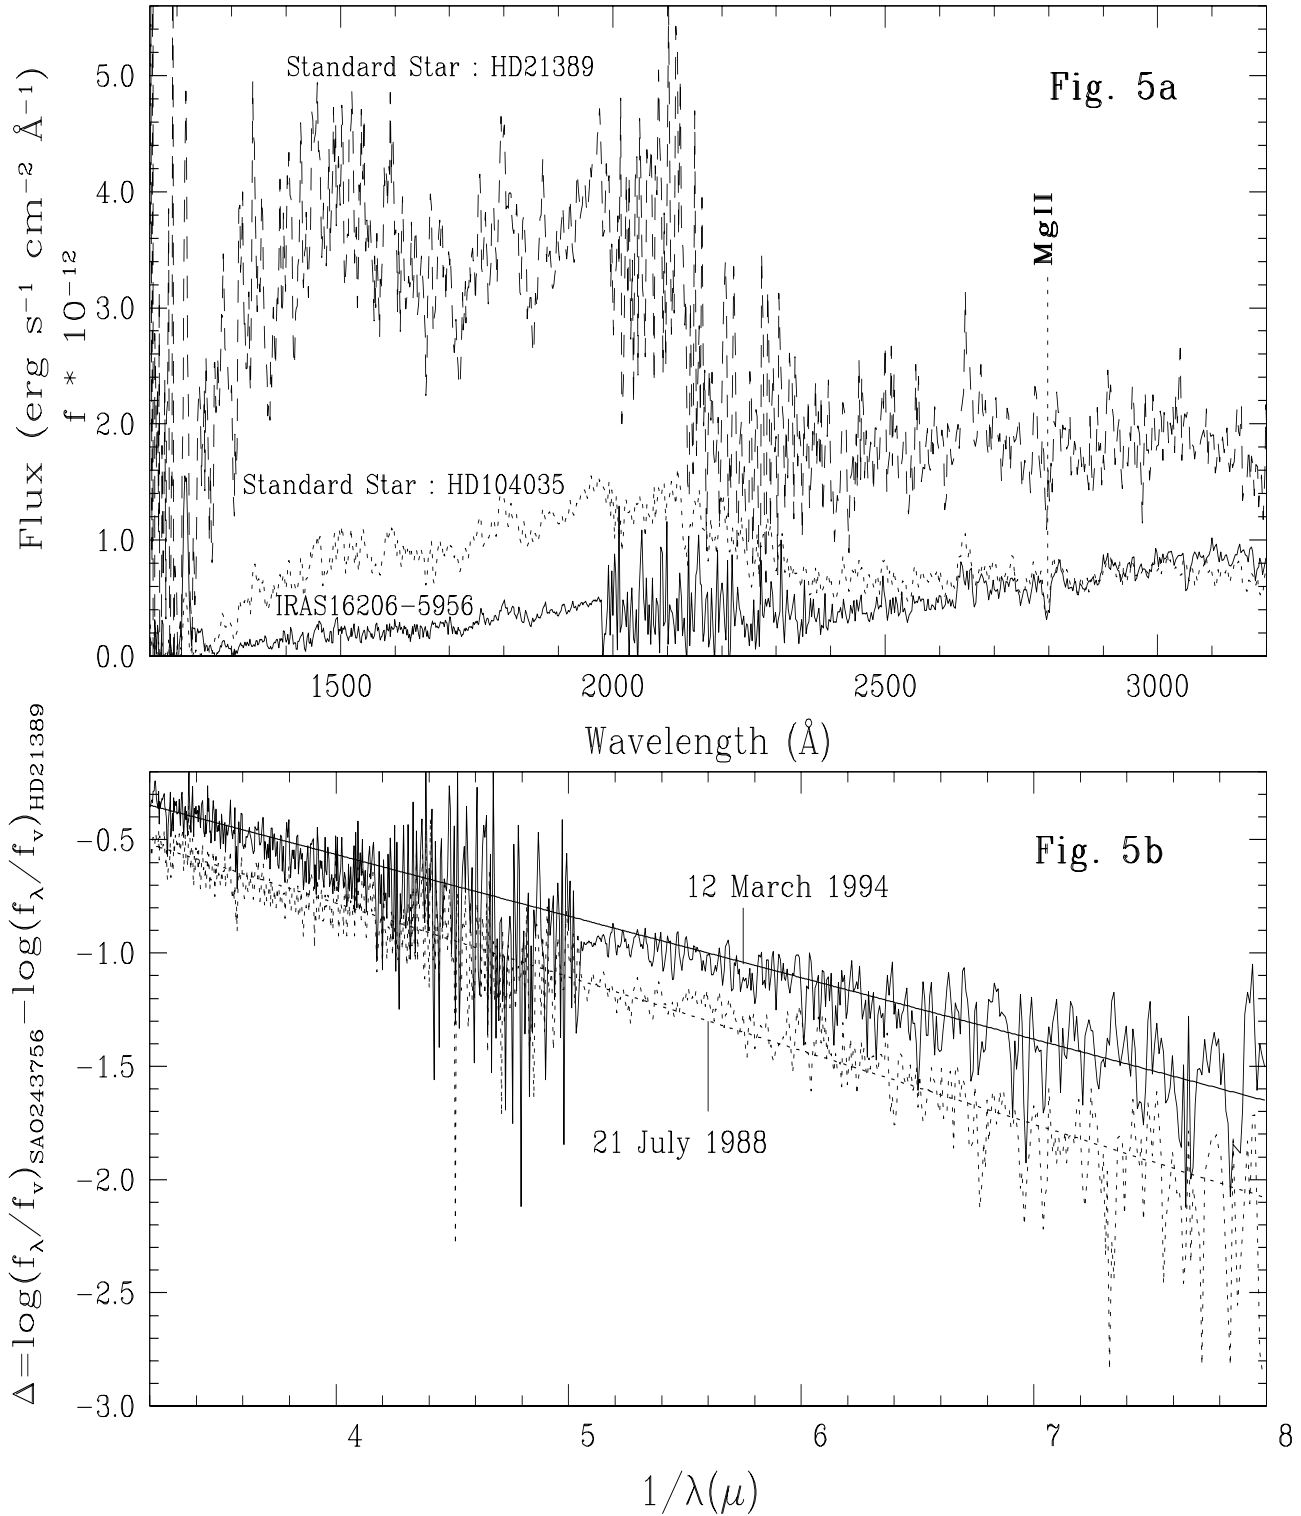 Standard Star : HD21389
Fig. 5a
MgII
Standard Star : HD104035
IRAS16206-5956
Flux (erg s⁻¹ cm⁻² Å⁻¹)
f * 10⁻¹²
5.0
4.0
3.0
2.0
1.0
0.0
1500 2000 2500 3000
Wavelength (Å)
Fig. 5b
12 March 1994
21 July 1988
Δ=log(f_λ/f_v)_SAO243756−log(f_λ/f_v)_HD21389
−0.5
−1.0
−1.5
−2.0
−2.5
−3.0
4 5 6 7 8
1/λ(μ)